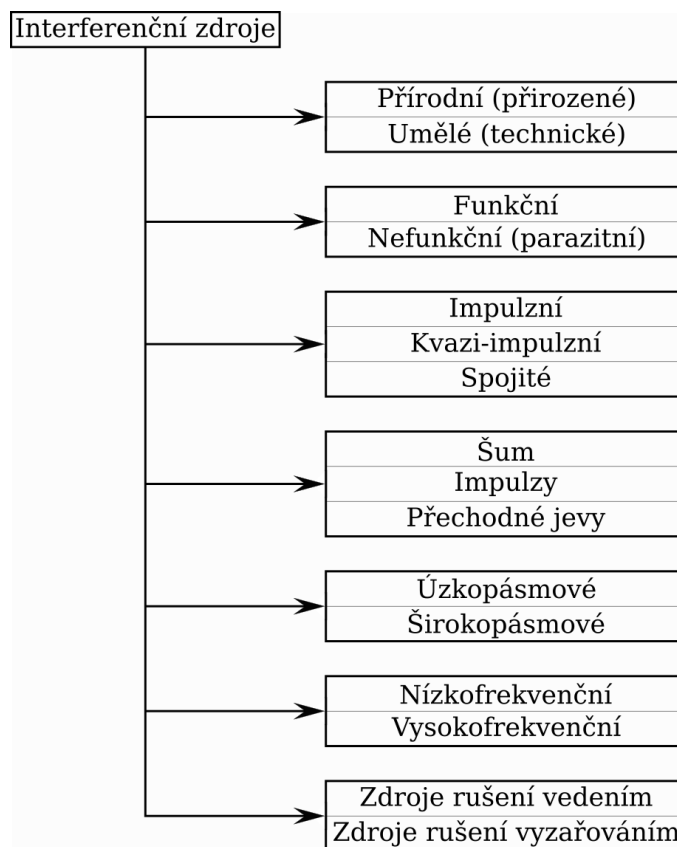 Interferenční zdroje
Přírodní (přirozené)
Umělé (technické)
Funkční
Nefunkční (parazitní)
Impulzní
Kvazi-impulzní
Spojité
Šum
Impulzy
Přechodné jevy
Úzkopásmové
Širokopásmové
Nízkofrekvenční
Vysokofrekvenční
Zdroje rušení vedením
Zdroje rušení vyzařováním